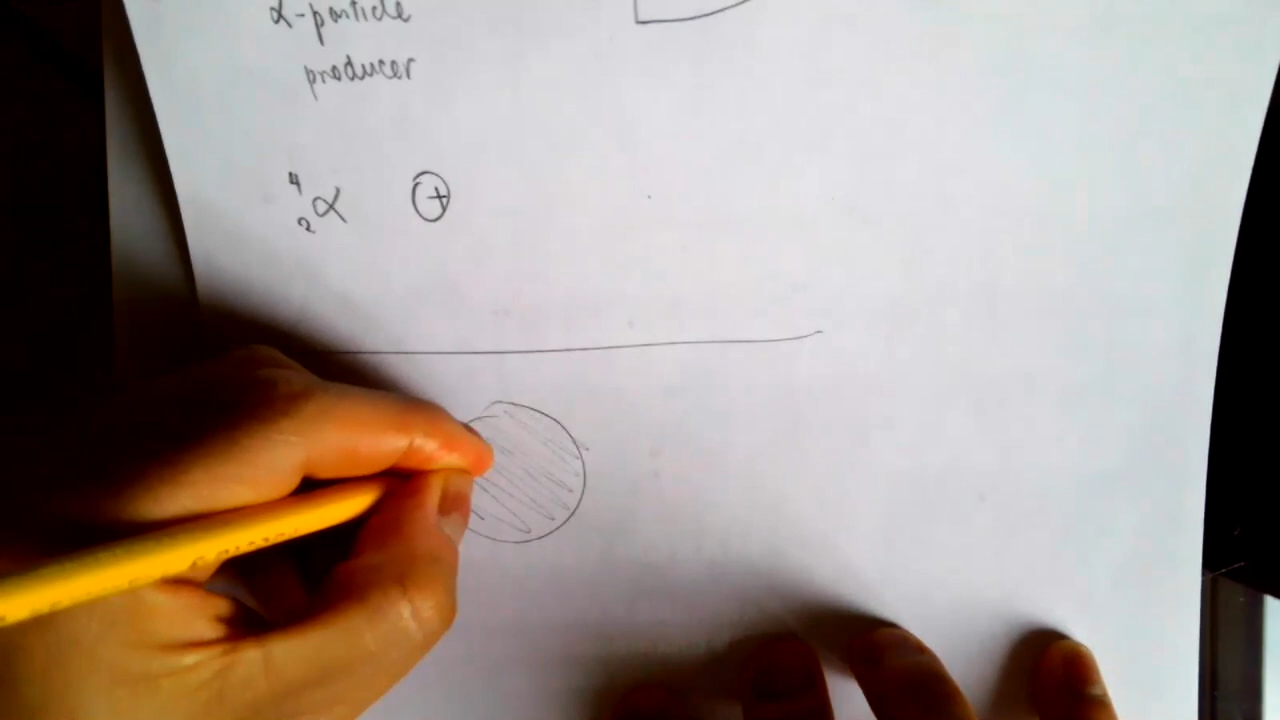 α-particle
producer
⁴₂α ⊕